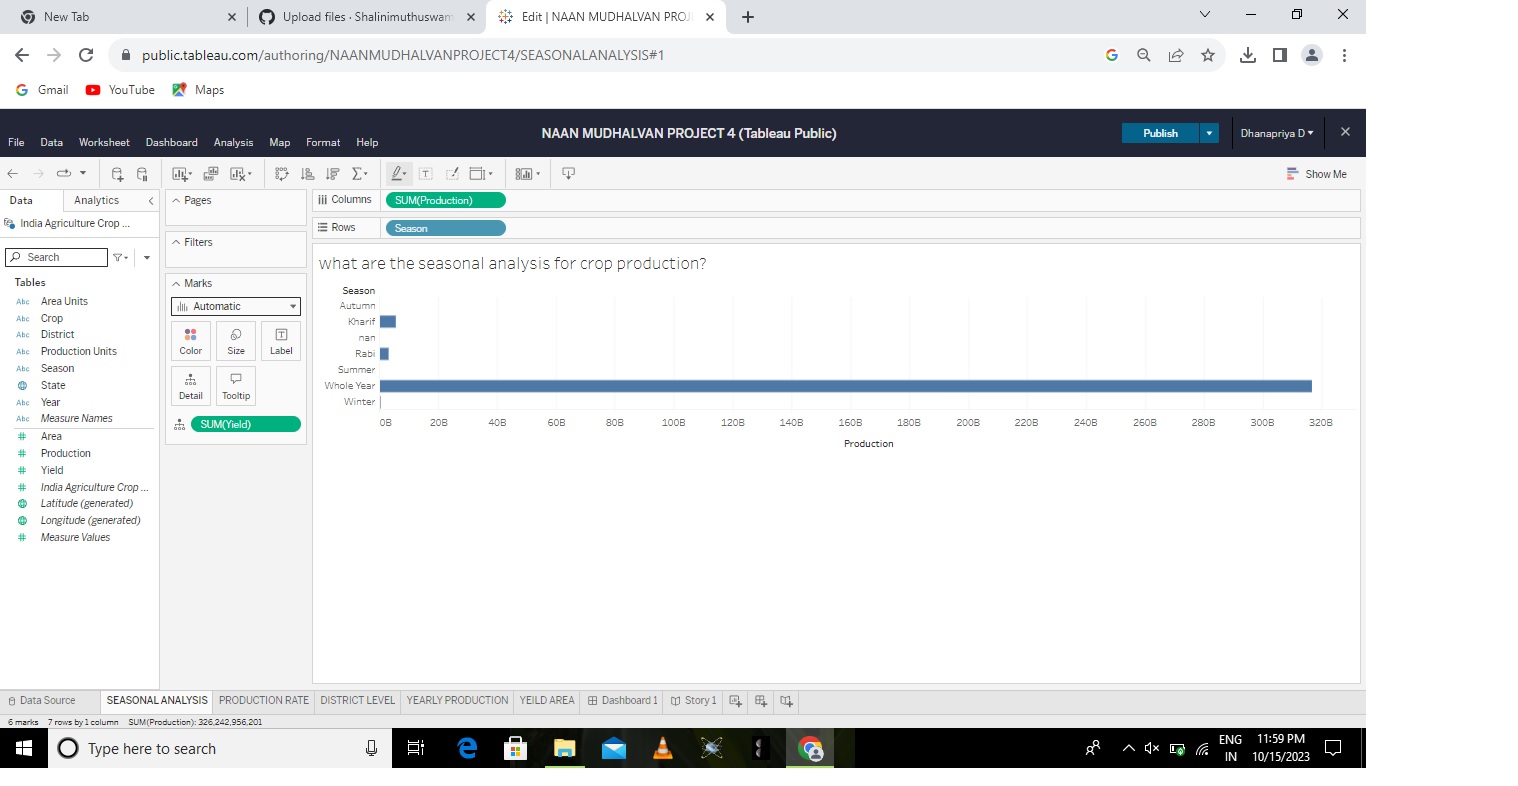 New Tab
Upload files · Shalinimuthuswam
Edit | NAAN MUDHALVAN PROJ
public.tableau.com/authoring/NAANMUDHALVANPROJECT4/SEASONALANALYSIS#1
Gmail
YouTube
Maps
NAAN MUDHALVAN PROJECT 4 (Tableau Public)
Publish
Dhanapriya D
File Data Worksheet Dashboard Analysis Map Format Help
Show Me
Data
Analytics
India Agriculture Crop ...
Search
Tables
Abc Area Units
Abc Crop
Abc District
Abc Production Units
Abc Season
State
Abc Year
Abc Measure Names
# Area
# Production
# Yield
# India Agriculture Crop ...
Latitude (generated)
Longitude (generated)
# Measure Values
Pages
Filters
Marks
Automatic
Color
Size
Label
Detail
Tooltip
SUM(Yield)
Columns
SUM(Production)
Rows
Season
what are the seasonal analysis for crop production?
Season
Autumn
Kharif
nan
Rabi
Summer
Whole Year
Winter
0B 20B 40B 60B 80B 100B 120B 140B 160B 180B 200B 220B 240B 260B 280B 300B 320B
Production
Data Source
SEASONAL ANALYSIS
PRODUCTION RATE
DISTRICT LEVEL
YEARLY PRODUCTION
YEILD AREA
Dashboard 1
Story 1
6 marks 7 rows by 1 column SUM(Production): 326,242,956,201
Type here to search
ENG
IN
11:59 PM
10/15/2023